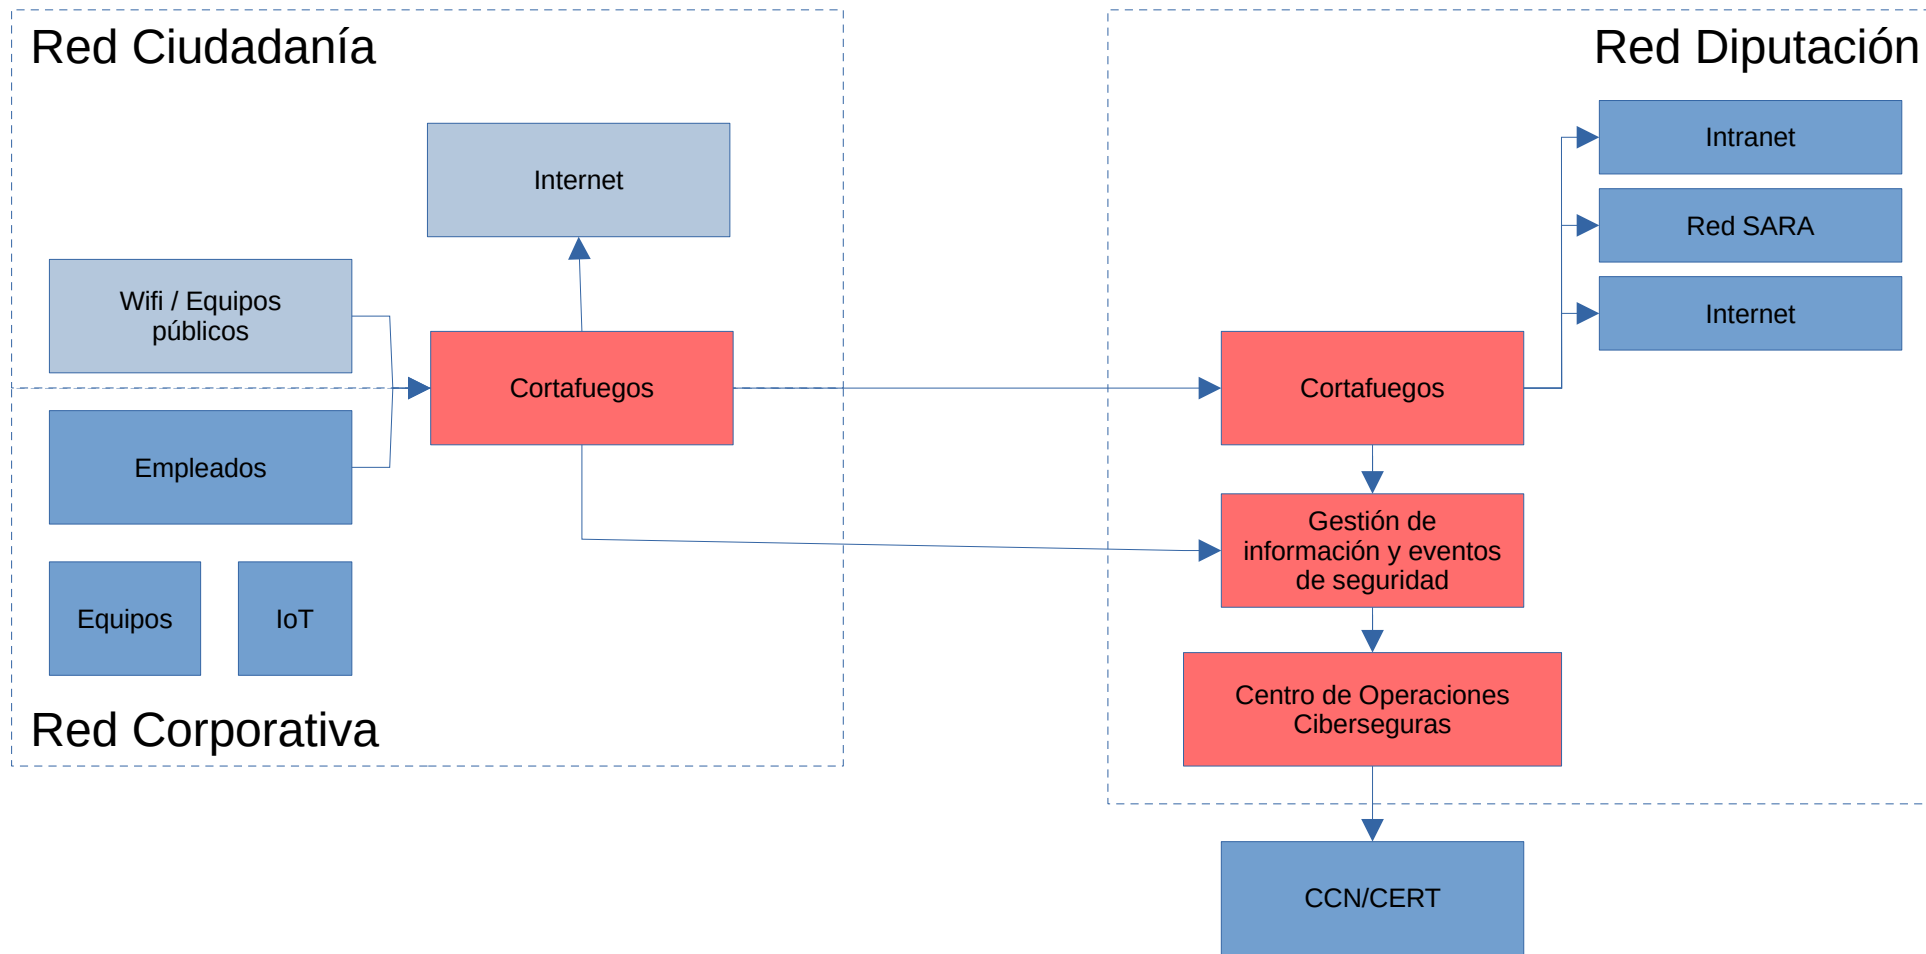 Red Ciudadanía
Red Diputación
Internet
Intranet
Red SARA
Internet
Wifi / Equipos
públicos
Cortafuegos
Cortafuegos
Empleados
Gestión de
información y eventos
de seguridad
Equipos
IoT
Centro de Operaciones
Ciberseguras
Red Corporativa
CCN/CERT